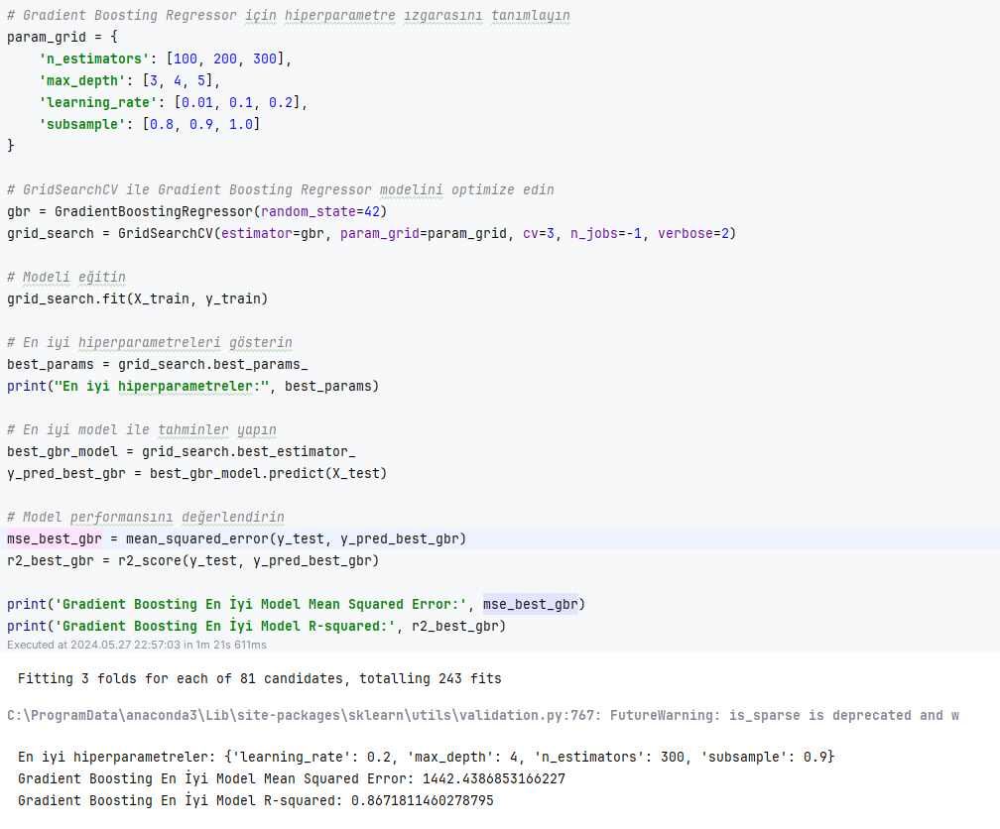 # Gradient Boosting Regressor için hiperparametre ızgarasını tanımlayın
param_grid = {
    'n_estimators': [100, 200, 300],
    'max_depth': [3, 4, 5],
    'learning_rate': [0.01, 0.1, 0.2],
    'subsample': [0.8, 0.9, 1.0]
}
# GridSearchCV ile Gradient Boosting Regressor modelini optimize edin
gbr = GradientBoostingRegressor(random_state=42)
grid_search = GridSearchCV(estimator=gbr, param_grid=param_grid, cv=3, n_jobs=-1, verbose=2)
# Modeli eğitin
grid_search.fit(X_train, y_train)
# En iyi hiperparametreleri gösterin
best_params = grid_search.best_params_
print("En iyi hiperparametreler:", best_params)
# En iyi model ile tahminler yapın
best_gbr_model = grid_search.best_estimator_
y_pred_best_gbr = best_gbr_model.predict(X_test)
# Model performansını değerlendirin
mse_best_gbr = mean_squared_error(y_test, y_pred_best_gbr)
r2_best_gbr = r2_score(y_test, y_pred_best_gbr)
print('Gradient Boosting En İyi Model Mean Squared Error:', mse_best_gbr)
print('Gradient Boosting En İyi Model R-squared:', r2_best_gbr)
Executed at 2024.05.27 22:57:03 in 1m 21s 611ms
Fitting 3 folds for each of 81 candidates, totalling 243 fits
C:\ProgramData\anaconda3\Lib\site-packages\sklearn\utils\validation.py:767: FutureWarning: is_sparse is deprecated and w
En iyi hiperparametreler: {'learning_rate': 0.2, 'max_depth': 4, 'n_estimators': 300, 'subsample': 0.9}
Gradient Boosting En İyi Model Mean Squared Error: 1442.4386853166227
Gradient Boosting En İyi Model R-squared: 0.8671811460278795